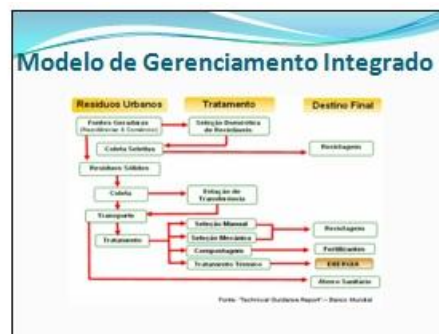 Modelo de Gerenciamento Integrado
Resíduos Urbanos
Tratamento
Destino Final
Fontes Geradoras
(Residências & Comércio)
Seleção Doméstica
de Recicláveis
Coleta Seletiva
Reciclagem
Resíduos Sólidos
Coleta
Estação de
Transferência
Transporte
Tratamento
Seleção Manual
Seleção Mecânica
Reciclagem
Compostagem
Fertilizantes
Tratamento Térmico
ENERGIA
Aterro Sanitário
Fonte: "Technical Guidance Report" – Banco Mundial